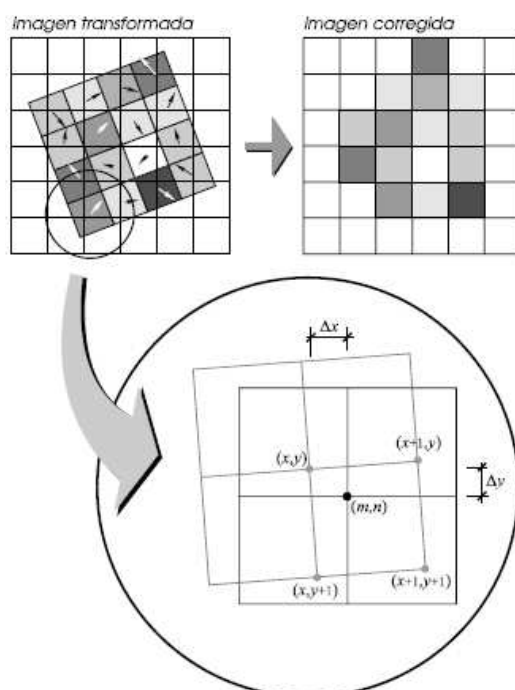 Imagen transformada
Imagen corregida
Δx
(x,y)
(x+1,y)
Δy
(m,n)
(x,y+1)
(x+1,y+1)